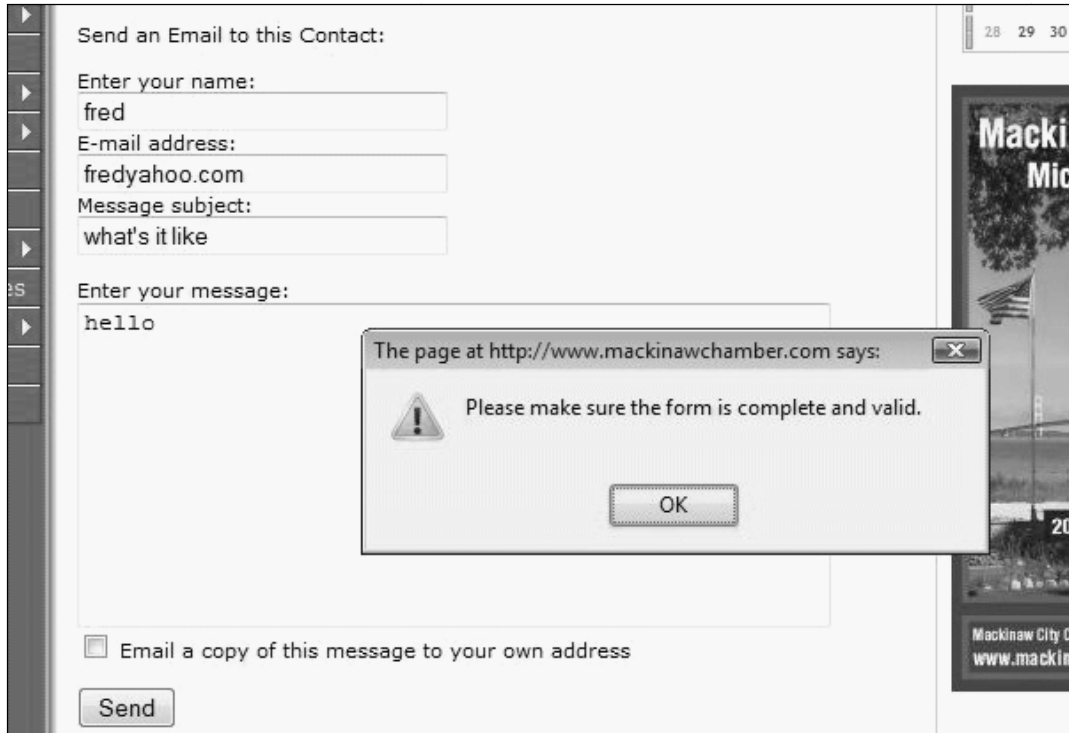 Send an Email to this Contact:
28 29 30
Enter your name:
fred
E-mail address:
fredyahoo.com
Message subject:
what's it like
Enter your message:
hello
The page at http://www.mackinawchamber.com says:
Please make sure the form is complete and valid.
OK
Email a copy of this message to your own address
Send
Mackinaw City